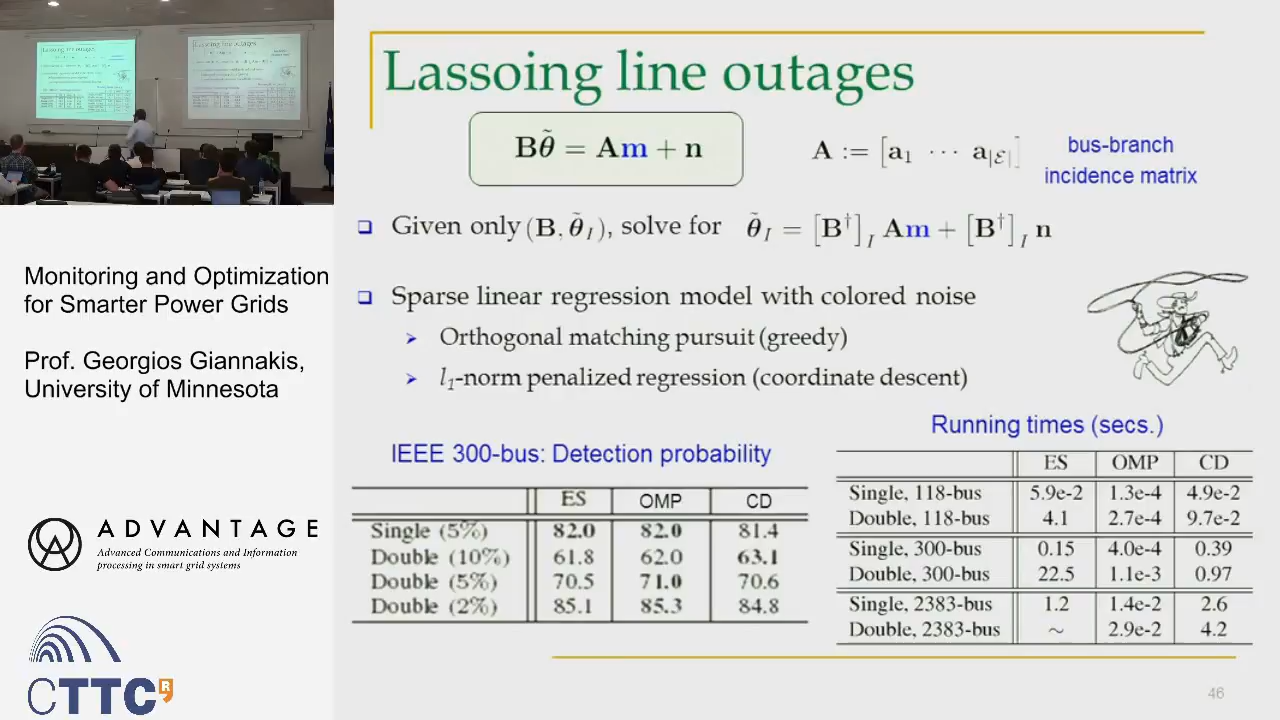 Lassoing line outages
Bθ̃ = Am + n
A := [a₁ ⋯ a_|ℰ|]
bus-branch
incidence matrix
❑ Given only (B, θ̃_I), solve for θ̃_I = [B†]_I Am + [B†]_I n
❑ Sparse linear regression model with colored noise
➢ Orthogonal matching pursuit (greedy)
➢ l₁-norm penalized regression (coordinate descent)
IEEE 300-bus: Detection probability
ES OMP CD
Single (5%) 82.0 82.0 81.4
Double (10%) 61.8 62.0 63.1
Double (5%) 70.5 71.0 70.6
Double (2%) 85.1 85.3 84.8
Running times (secs.)
ES OMP CD
Single, 118-bus 5.9e-2 1.3e-4 4.9e-2
Double, 118-bus 4.1 2.7e-4 9.7e-2
Single, 300-bus 0.15 4.0e-4 0.39
Double, 300-bus 22.5 1.1e-3 0.97
Single, 2383-bus 1.2 1.4e-2 2.6
Double, 2383-bus ~ 2.9e-2 4.2
46
Lassoing line outages
Lassoing line outages
Monitoring and Optimization
for Smarter Power Grids
Prof. Georgios Giannakis,
University of Minnesota
ADVANTAGE
Advanced Communications and Information
processing in smart grid systems
CTTC